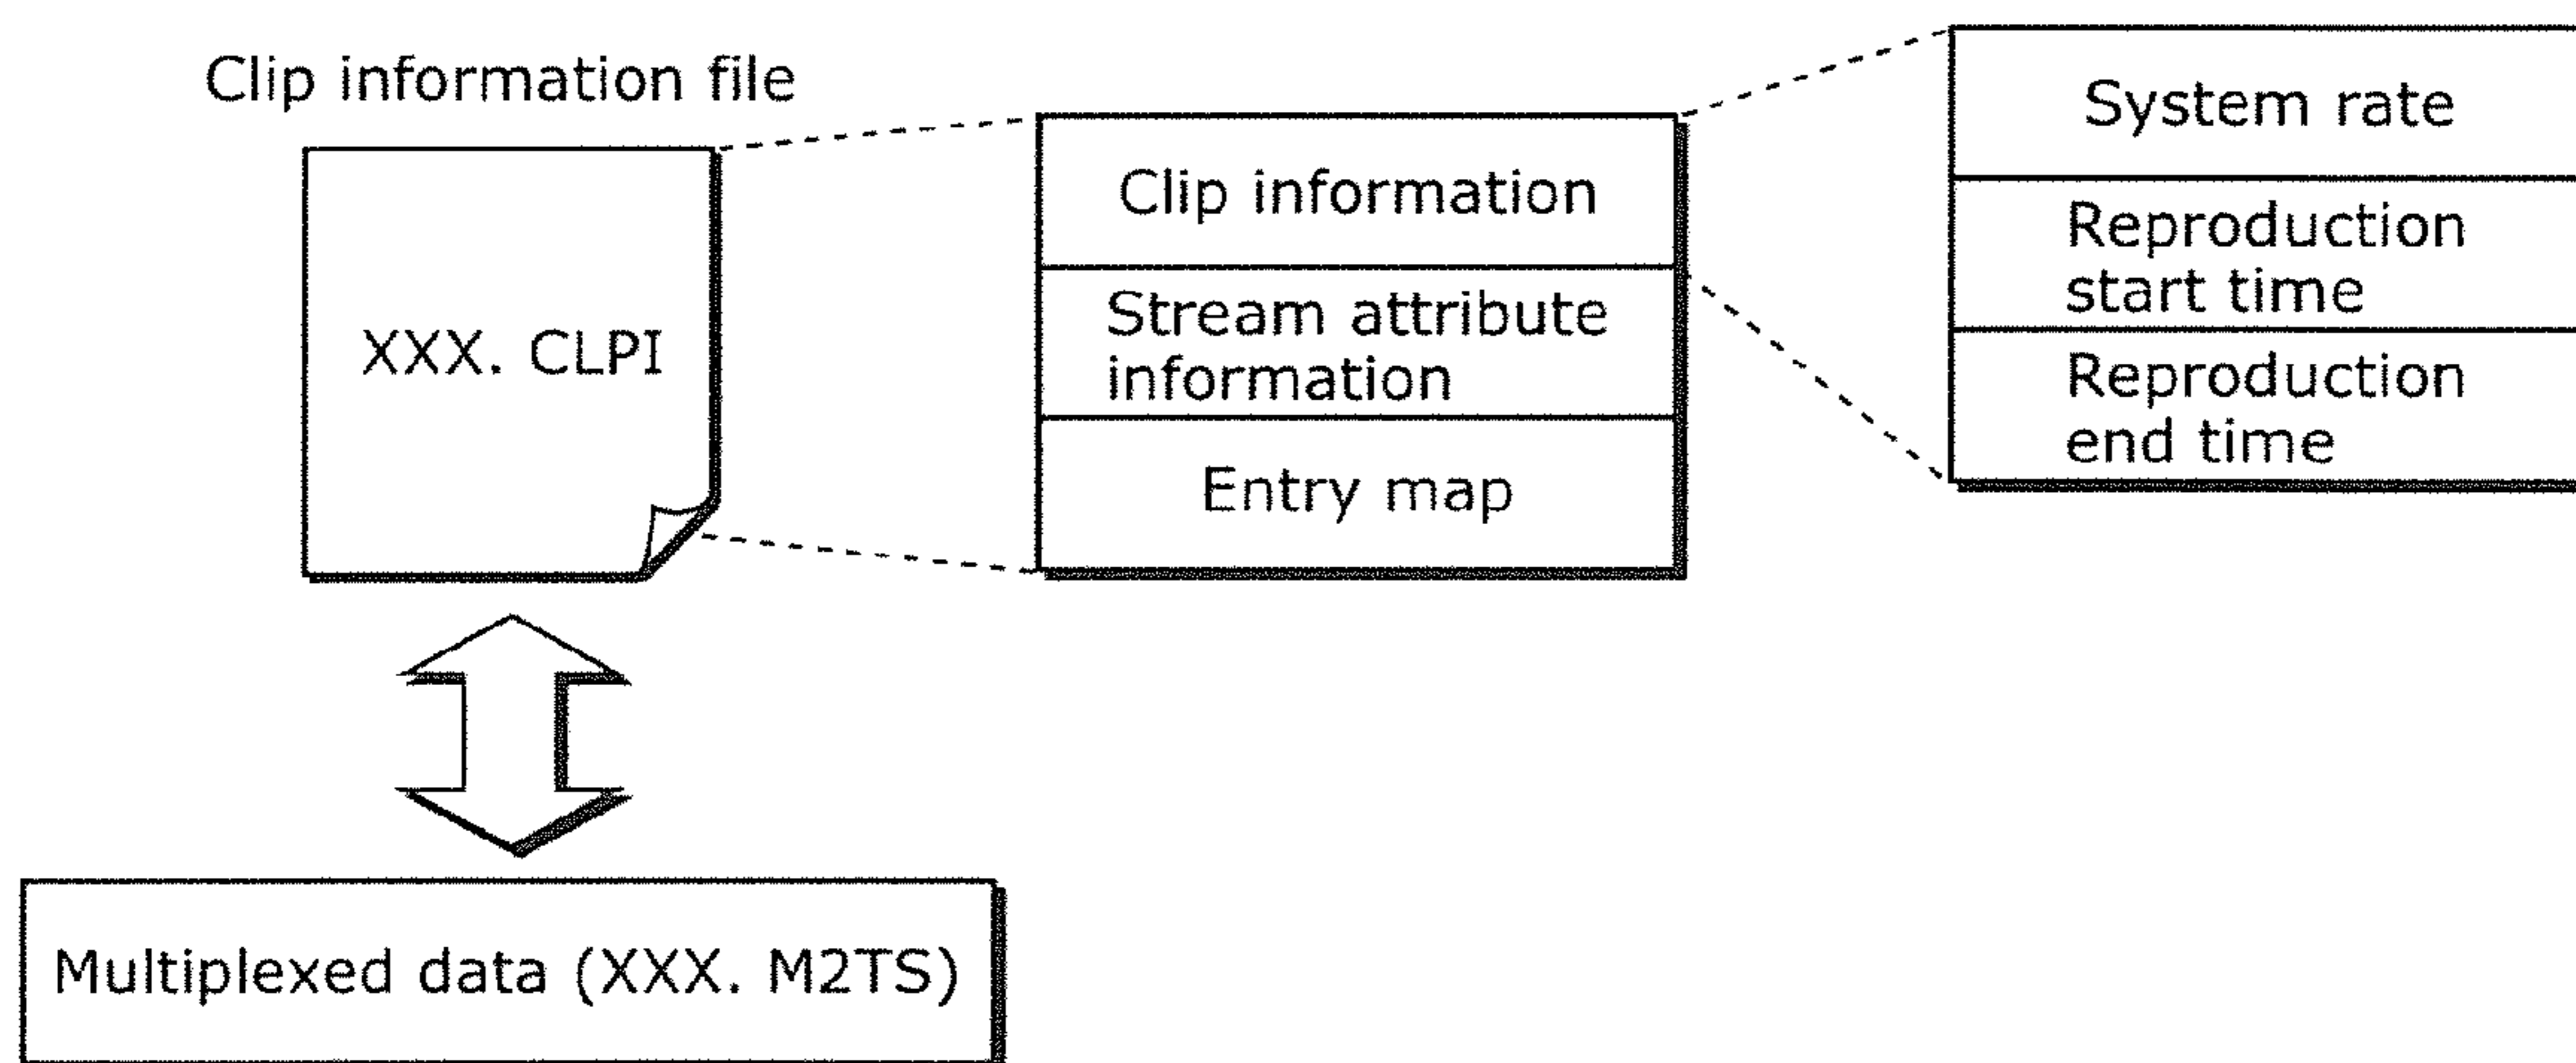 Clip information file
XXX. CLPI
Clip information
Stream attribute
information
Entry map
System rate
Reproduction
start time
Reproduction
end time
Multiplexed data (XXX. M2TS)